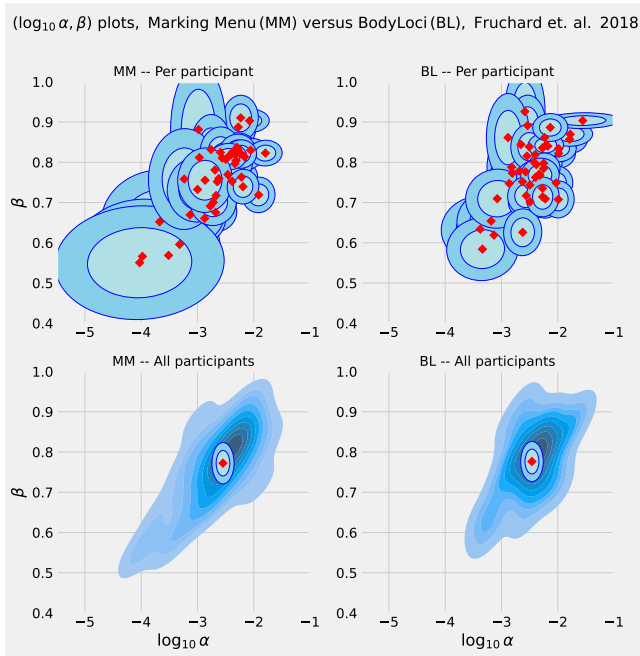 (log₁₀ α, β) plots, Marking Menu (MM) versus BodyLoci (BL), Fruchard et. al. 2018
MM -- Per participant
BL -- Per participant
1.0
0.9
0.8
0.7
0.6
0.5
0.4
β
−5 −4 −3 −2 −1
1.0
0.9
0.8
0.7
0.6
0.5
0.4
−5 −4 −3 −2 −1
MM -- All participants
BL -- All participants
1.0
0.9
0.8
0.7
0.6
0.5
0.4
β
−5 −4 −3 −2 −1
log₁₀ α
1.0
0.9
0.8
0.7
0.6
0.5
0.4
−5 −4 −3 −2 −1
log₁₀ α